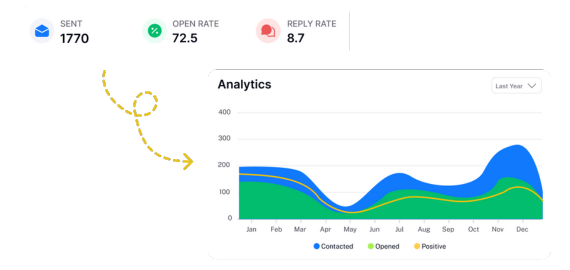 SENT
1770
OPEN RATE
72.5
REPLY RATE
8.7
Analytics
Last Year
400
300
200
100
0
Jan Feb Mar Apr May Jun Jul Aug Sep Oct Nov Dec
Contacted Opened Positive